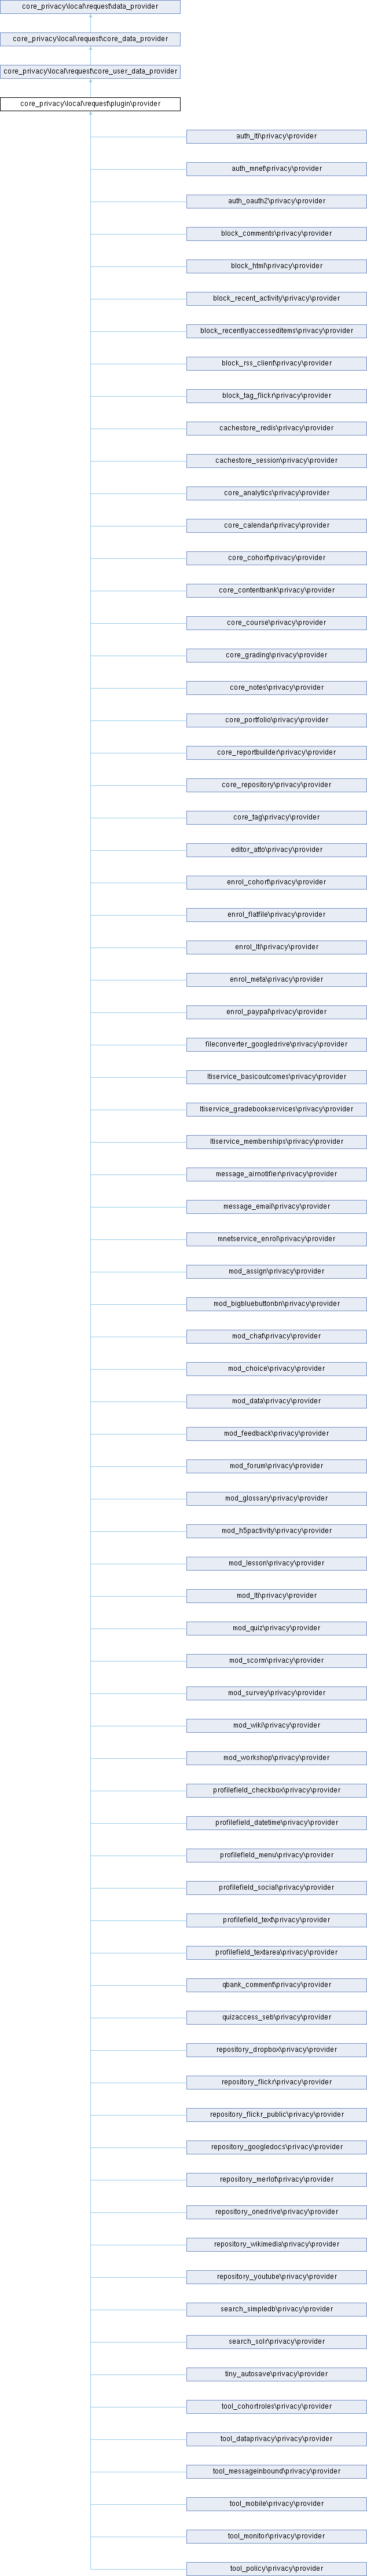 core_privacy\local\request\data_provider
core_privacy\local\request\core_data_provider
core_privacy\local\request\core_user_data_provider
core_privacy\local\request\plugin\provider
auth_lti\privacy\provider
auth_mnet\privacy\provider
auth_oauth2\privacy\provider
block_comments\privacy\provider
block_html\privacy\provider
block_recent_activity\privacy\provider
block_recentlyaccesseditems\privacy\provider
block_rss_client\privacy\provider
block_tag_flickr\privacy\provider
cachestore_redis\privacy\provider
cachestore_session\privacy\provider
core_analytics\privacy\provider
core_calendar\privacy\provider
core_cohort\privacy\provider
core_contentbank\privacy\provider
core_course\privacy\provider
core_grading\privacy\provider
core_notes\privacy\provider
core_portfolio\privacy\provider
core_reportbuilder\privacy\provider
core_repository\privacy\provider
core_tag\privacy\provider
editor_atto\privacy\provider
enrol_cohort\privacy\provider
enrol_flatfile\privacy\provider
enrol_lti\privacy\provider
enrol_meta\privacy\provider
enrol_paypal\privacy\provider
fileconverter_googledrive\privacy\provider
ltiservice_basicoutcomes\privacy\provider
ltiservice_gradebookservices\privacy\provider
ltiservice_memberships\privacy\provider
message_airnotifier\privacy\provider
message_email\privacy\provider
mnetservice_enrol\privacy\provider
mod_assign\privacy\provider
mod_bigbluebuttonbn\privacy\provider
mod_chat\privacy\provider
mod_choice\privacy\provider
mod_data\privacy\provider
mod_feedback\privacy\provider
mod_forum\privacy\provider
mod_glossary\privacy\provider
mod_h5pactivity\privacy\provider
mod_lesson\privacy\provider
mod_lti\privacy\provider
mod_quiz\privacy\provider
mod_scorm\privacy\provider
mod_survey\privacy\provider
mod_wiki\privacy\provider
mod_workshop\privacy\provider
profilefield_checkbox\privacy\provider
profilefield_datetime\privacy\provider
profilefield_menu\privacy\provider
profilefield_social\privacy\provider
profilefield_text\privacy\provider
profilefield_textarea\privacy\provider
qbank_comment\privacy\provider
quizaccess_seb\privacy\provider
repository_dropbox\privacy\provider
repository_flickr\privacy\provider
repository_flickr_public\privacy\provider
repository_googledocs\privacy\provider
repository_merlot\privacy\provider
repository_onedrive\privacy\provider
repository_wikimedia\privacy\provider
repository_youtube\privacy\provider
search_simpledb\privacy\provider
search_solr\privacy\provider
tiny_autosave\privacy\provider
tool_cohortroles\privacy\provider
tool_dataprivacy\privacy\provider
tool_messageinbound\privacy\provider
tool_mobile\privacy\provider
tool_monitor\privacy\provider
tool_policy\privacy\provider